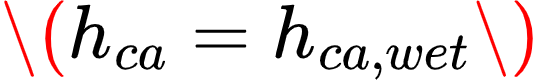 \(h_{ca} = h_{ca,wet}\)